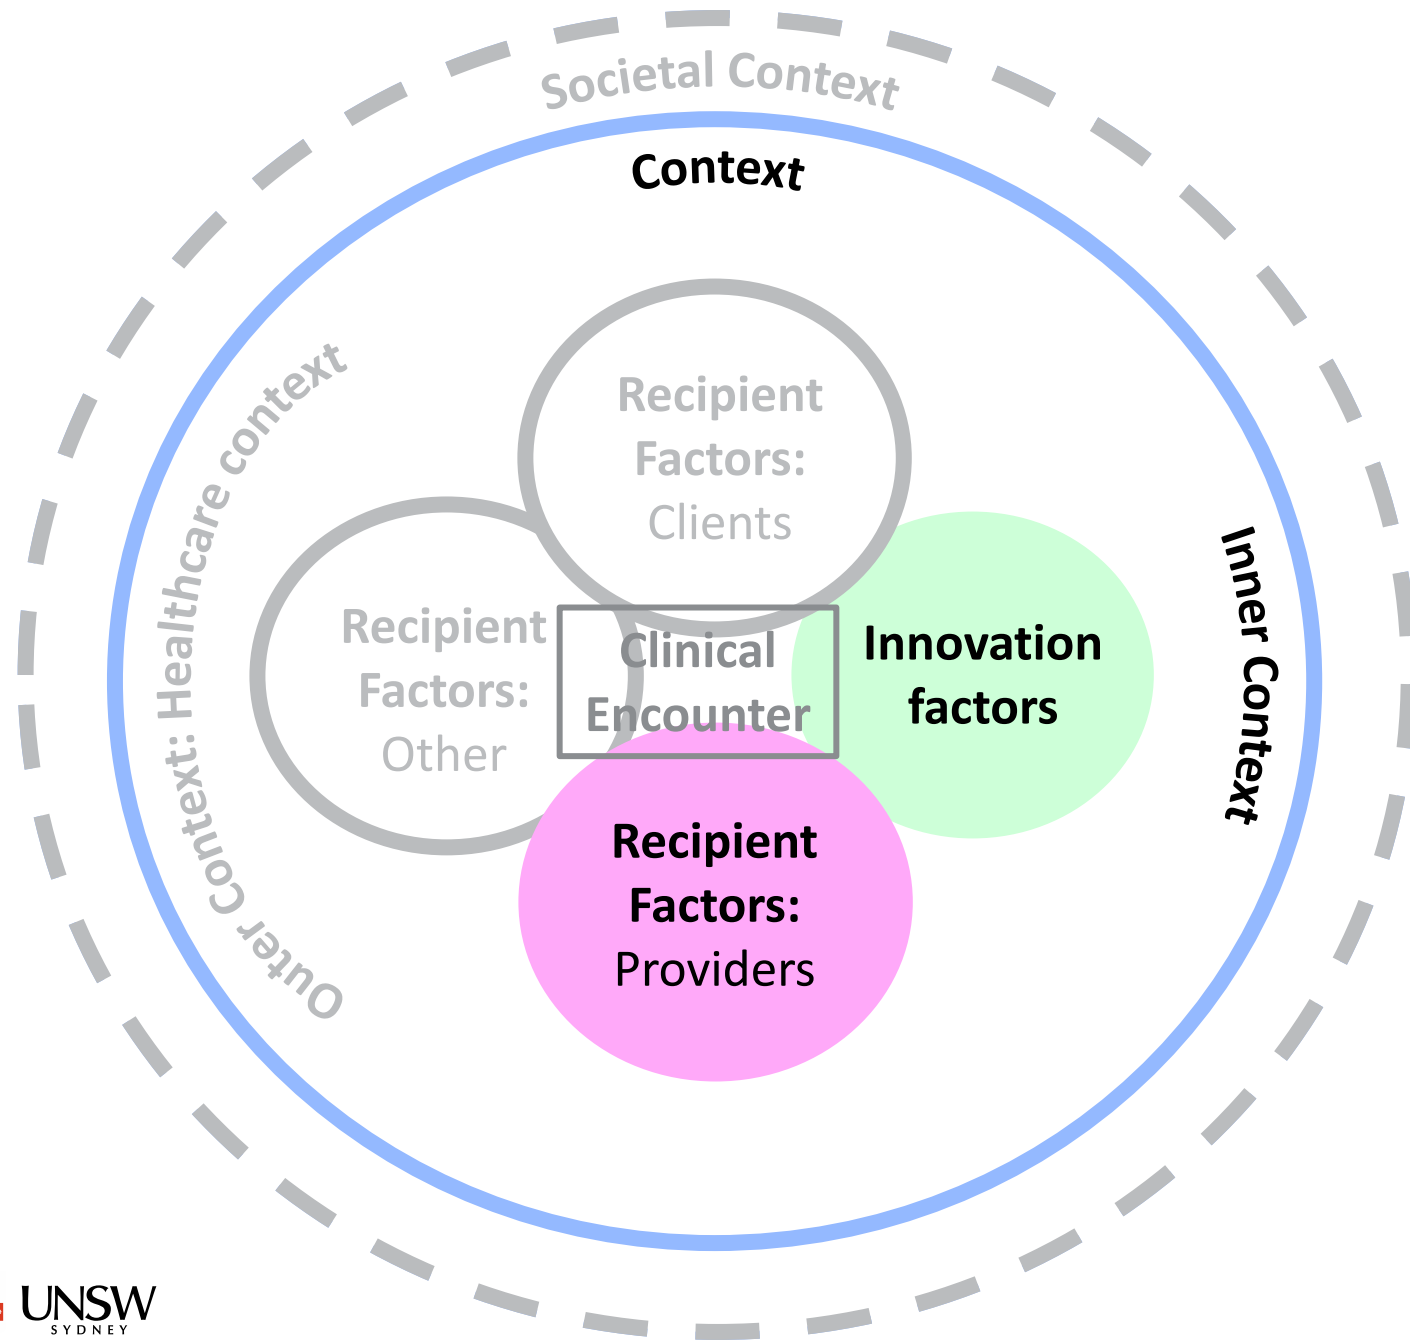 Societal Context
Context
Outer Context: Healthcare context
Recipient
Factors:
Clients
Recipient
Factors:
Other
Clinical
Encounter
Innovation
factors
Inner Context
Recipient
Factors:
Providers
UNSW
SYDNEY